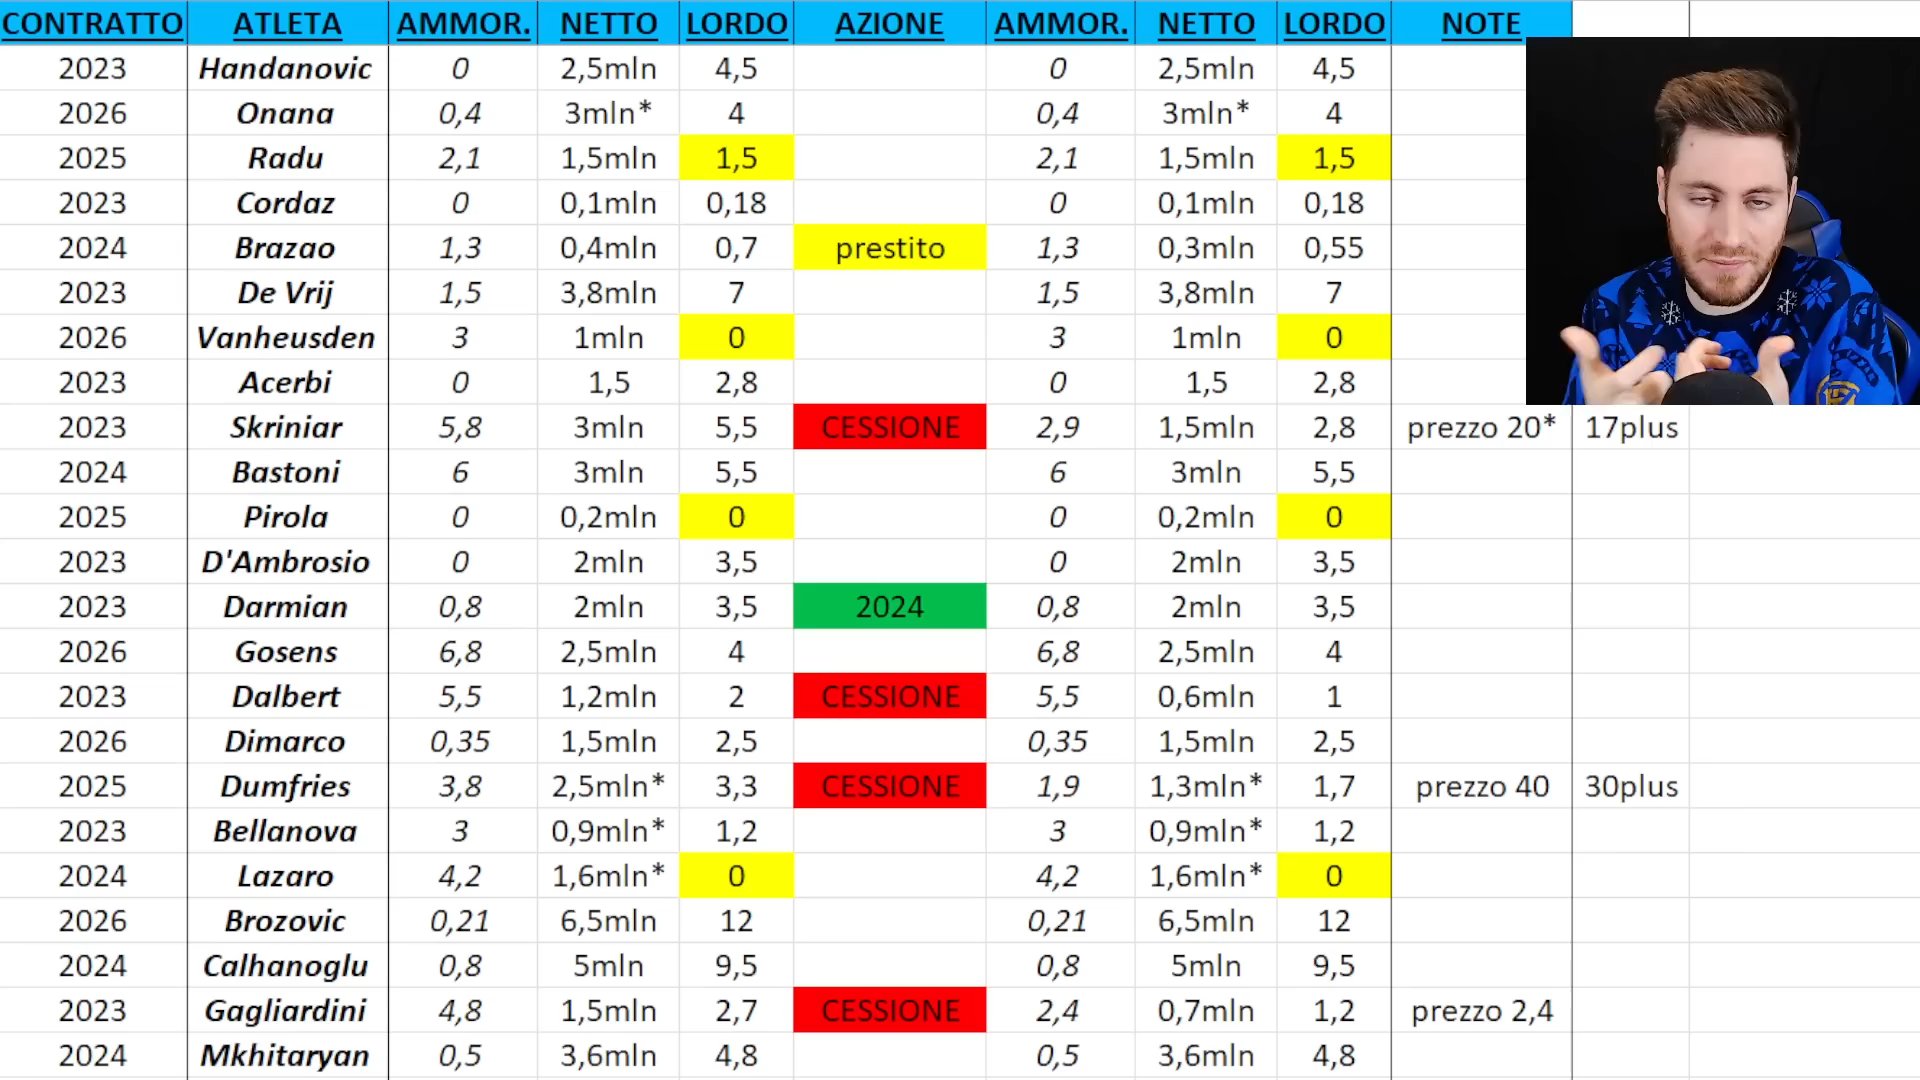 CONTRATTO ATLETA AMMOR. NETTO LORDO AZIONE AMMOR. NETTO LORDO NOTE
2023 Handanovic 0 2,5mln 4,5 0 2,5mln 4,5
2026 Onana 0,4 3mln* 4 0,4 3mln* 4
2025 Radu 2,1 1,5mln 1,5 2,1 1,5mln 1,5
2023 Cordaz 0 0,1mln 0,18 0 0,1mln 0,18
2024 Brazao 1,3 0,4mln 0,7 prestito 1,3 0,3mln 0,55
2023 De Vrij 1,5 3,8mln 7 1,5 3,8mln 7
2026 Vanheusden 3 1mln 0 3 1mln 0
2023 Acerbi 0 1,5 2,8 0 1,5 2,8
2023 Skriniar 5,8 3mln 5,5 CESSIONE 2,9 1,5mln 2,8 prezzo 20* 17plus
2024 Bastoni 6 3mln 5,5 6 3mln 5,5
2025 Pirola 0 0,2mln 0 0 0,2mln 0
2023 D'Ambrosio 0 2mln 3,5 0 2mln 3,5
2023 Darmian 0,8 2mln 3,5 2024 0,8 2mln 3,5
2026 Gosens 6,8 2,5mln 4 6,8 2,5mln 4
2023 Dalbert 5,5 1,2mln 2 CESSIONE 5,5 0,6mln 1
2026 Dimarco 0,35 1,5mln 2,5 0,35 1,5mln 2,5
2025 Dumfries 3,8 2,5mln* 3,3 CESSIONE 1,9 1,3mln* 1,7 prezzo 40 30plus
2023 Bellanova 3 0,9mln* 1,2 3 0,9mln* 1,2
2024 Lazaro 4,2 1,6mln* 0 4,2 1,6mln* 0
2026 Brozovic 0,21 6,5mln 12 0,21 6,5mln 12
2024 Calhanoglu 0,8 5mln 9,5 0,8 5mln 9,5
2023 Gagliardini 4,8 1,5mln 2,7 CESSIONE 2,4 0,7mln 1,2 prezzo 2,4
2024 Mkhitaryan 0,5 3,6mln 4,8 0,5 3,6mln 4,8